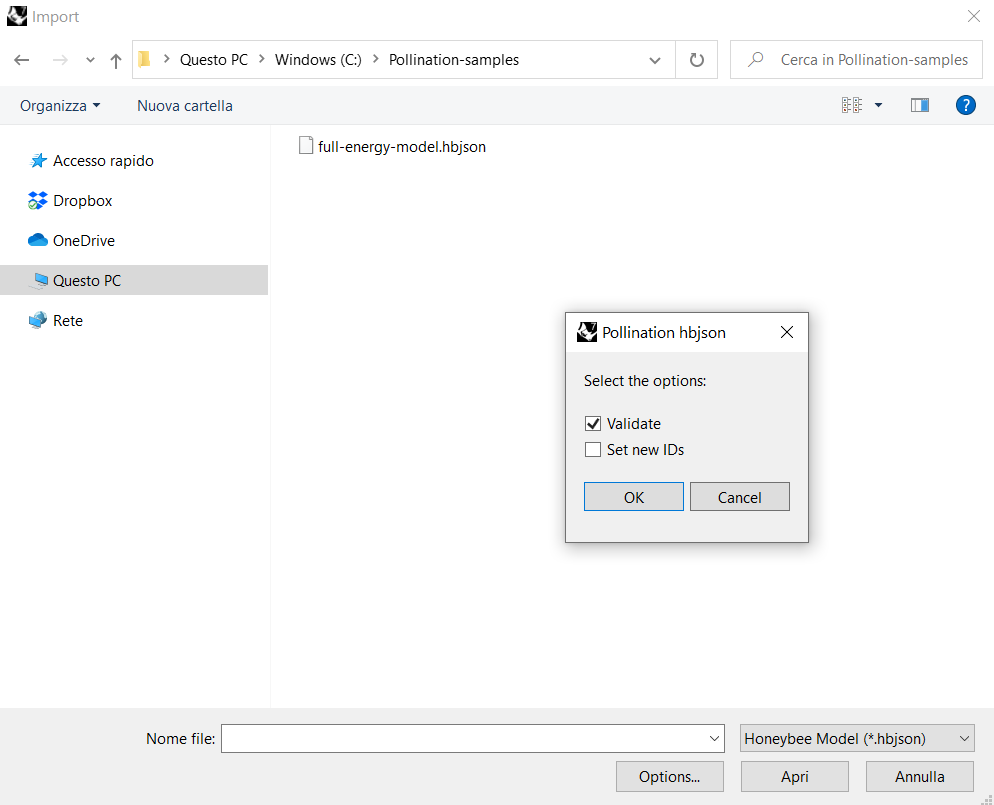 Import
Questo PC > Windows (C:) > Pollination-samples
Cerca in Pollination-samples
Organizza
Nuova cartella
?
Accesso rapido
Dropbox
OneDrive
Questo PC
Rete
full-energy-model.hbjson
Pollination hbjson
Select the options:
Validate
Set new IDs
OK
Cancel
Nome file:
Honeybee Model (*.hbjson)
Options...
Apri
Annulla